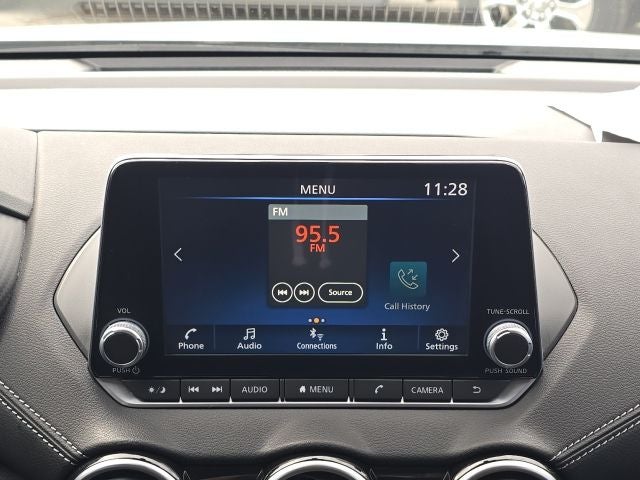 MENU 11:28
FM
95.5
FM
Source
Call History
VOL
TUNE•SCROLL
Phone Audio Connections Info Settings
PUSH PUSH SOUND
AUDIO MENU CAMERA